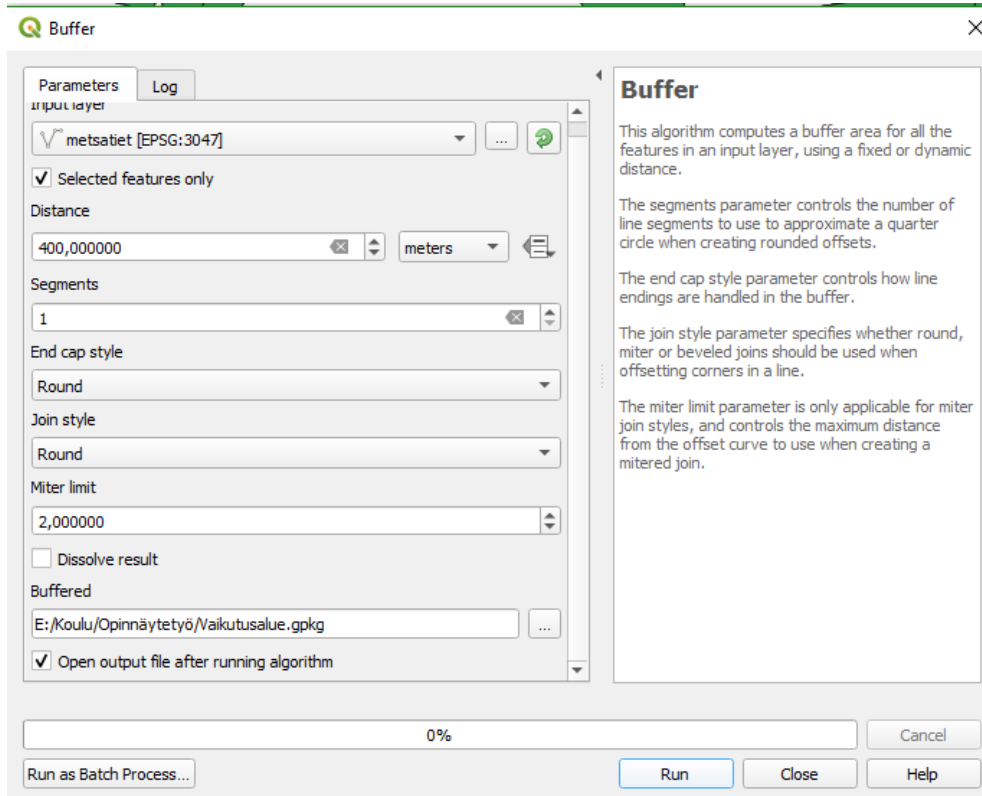 Buffer
Parameters
Log
Input layer
metsatiet [EPSG:3047]
...
Selected features only
Distance
400,000000
meters
Segments
1
End cap style
Round
Join style
Round
Miter limit
2,000000
Dissolve result
Buffered
E:/Koulu/Opinnäytetyö/Vaikutusalue.gpkg
...
Open output file after running algorithm
Buffer
This algorithm computes a buffer area for all the
features in an input layer, using a fixed or dynamic
distance.
The segments parameter controls the number of
line segments to use to approximate a quarter
circle when creating rounded offsets.
The end cap style parameter controls how line
endings are handled in the buffer.
The join style parameter specifies whether round,
miter or beveled joins should be used when
offsetting corners in a line.
The miter limit parameter is only applicable for miter
join styles, and controls the maximum distance
from the offset curve to use when creating a
mitered join.
0%
Cancel
Run as Batch Process...
Run
Close
Help